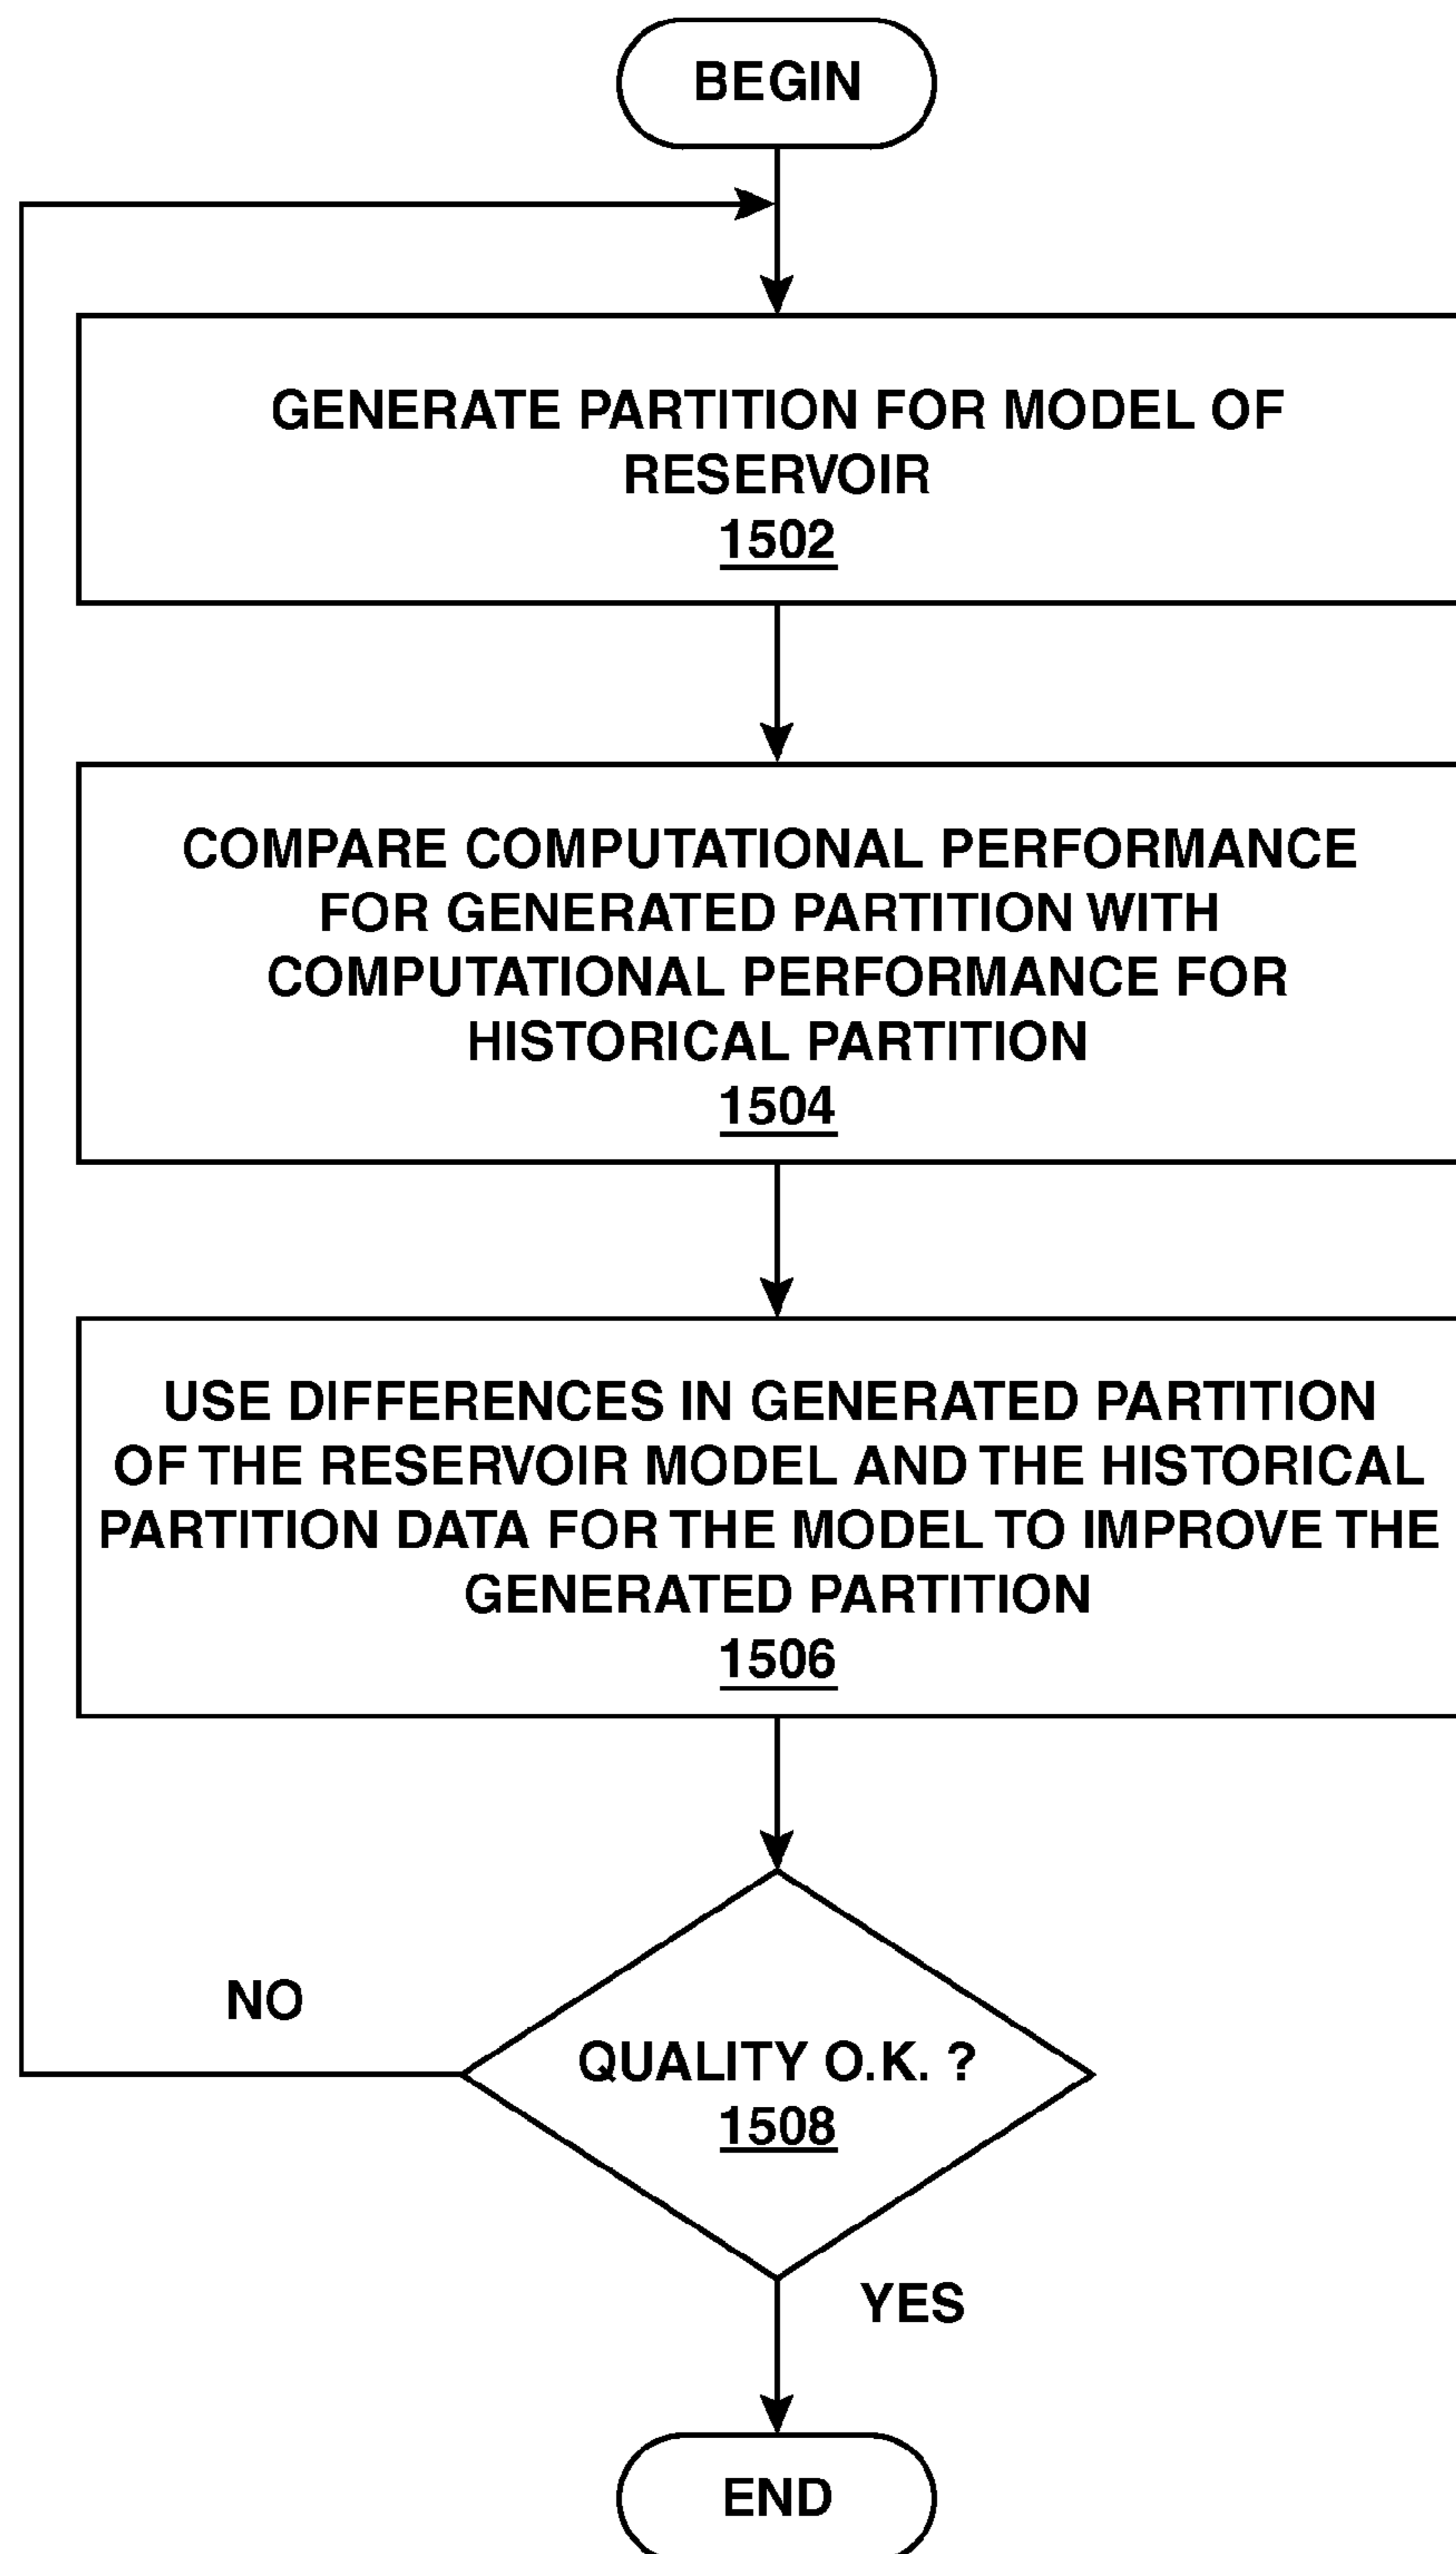 BEGIN
GENERATE PARTITION FOR MODEL OF
RESERVOIR
1502
COMPARE COMPUTATIONAL PERFORMANCE
FOR GENERATED PARTITION WITH
COMPUTATIONAL PERFORMANCE FOR
HISTORICAL PARTITION
1504
USE DIFFERENCES IN GENERATED PARTITION
OF THE RESERVOIR MODEL AND THE HISTORICAL
PARTITION DATA FOR THE MODEL TO IMPROVE THE
GENERATED PARTITION
1506
NO
QUALITY O.K. ?
1508
YES
END